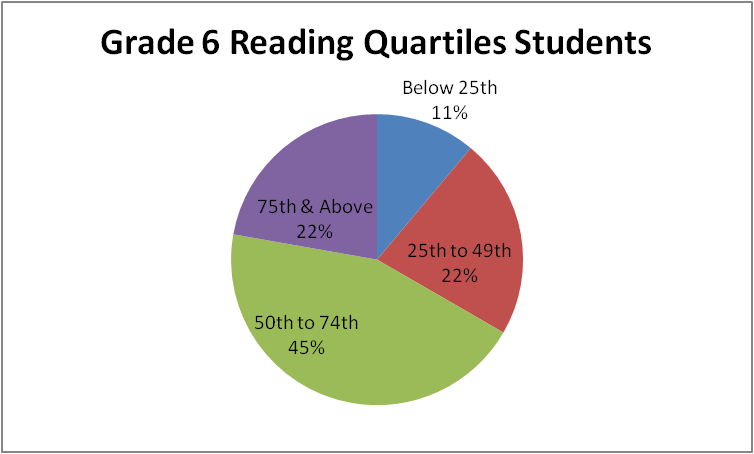 Grade 6 Reading Quartiles Students
Below 25th
11%
25th to 49th
22%
50th to 74th
45%
75th & Above
22%